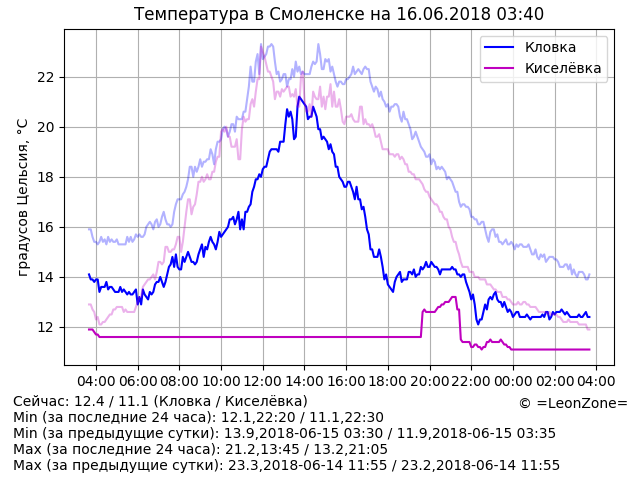 Температура в Смоленске на 16.06.2018 03:40
градусов Цельсия, °C
22
20
18
16
14
12
Кловка
Киселёвка
04:00 06:00 08:00 10:00 12:00 14:00 16:00 18:00 20:00 22:00 00:00 02:00 04:00
Сейчас: 12.4 / 11.1 (Кловка / Киселёвка)
© =LeonZone=
Min (за последние 24 часа): 12.1,22:20 / 11.1,22:30
Min (за предыдущие сутки): 13.9,2018-06-15 03:30 / 11.9,2018-06-15 03:35
Max (за последние 24 часа): 21.2,13:45 / 13.2,21:05
Max (за предыдущие сутки): 23.3,2018-06-14 11:55 / 23.2,2018-06-14 11:55